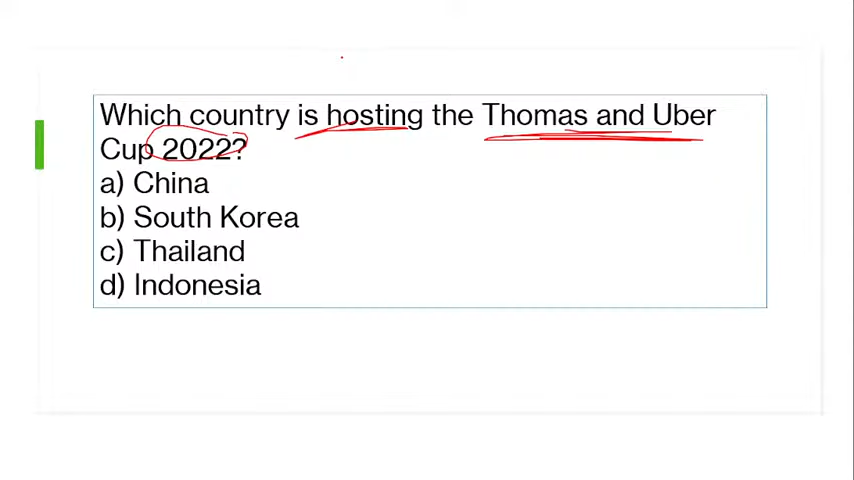 Which country is hosting the Thomas and Uber
Cup 2022?
a) China
b) South Korea
c) Thailand
d) Indonesia